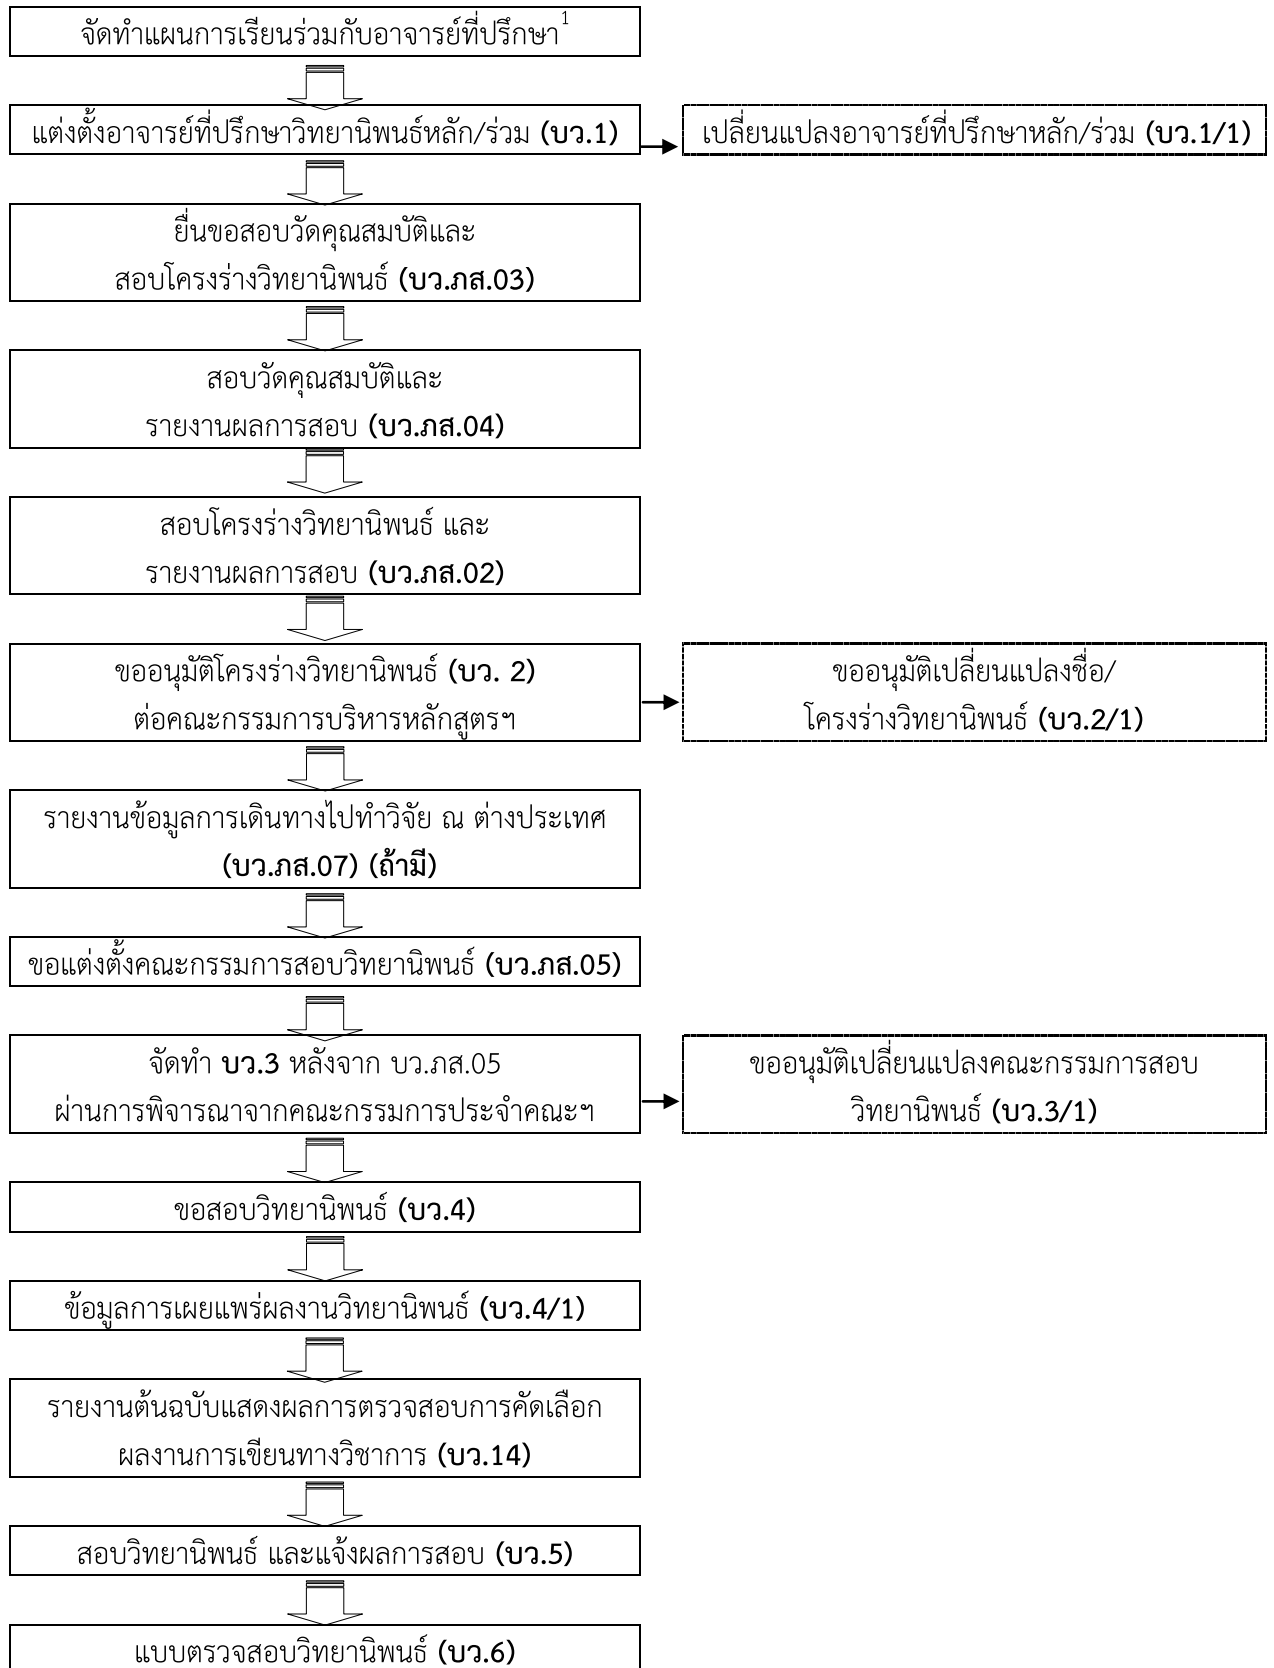 จัดทำแผนการเรียนร่วมกับอาจารย์ที่ปรึกษา1
แต่งตั้งอาจารย์ที่ปรึกษาวิทยานิพนธ์หลัก/ร่วม (บว.1)
เปลี่ยนแปลงอาจารย์ที่ปรึกษาหลัก/ร่วม (บว.1/1)
ยื่นขอสอบวัดคุณสมบัติและ
สอบโครงร่างวิทยานิพนธ์ (บว.ภส.03)
สอบวัดคุณสมบัติและ
รายงานผลการสอบ (บว.ภส.04)
สอบโครงร่างวิทยานิพนธ์ และ
รายงานผลการสอบ (บว.ภส.02)
ขออนุมัติโครงร่างวิทยานิพนธ์ (บว. 2)
ต่อคณะกรรมการบริหารหลักสูตรฯ
ขออนุมัติเปลี่ยนแปลงชื่อ/
โครงร่างวิทยานิพนธ์ (บว.2/1)
รายงานข้อมูลการเดินทางไปทำวิจัย ณ ต่างประเทศ
(บว.ภส.07) (ถ้ามี)
ขอแต่งตั้งคณะกรรมการสอบวิทยานิพนธ์ (บว.ภส.05)
จัดทำ บว.3 หลังจาก บว.ภส.05
ผ่านการพิจารณาจากคณะกรรมการประจำคณะฯ
ขออนุมัติเปลี่ยนแปลงคณะกรรมการสอบ
วิทยานิพนธ์ (บว.3/1)
ขอสอบวิทยานิพนธ์ (บว.4)
ข้อมูลการเผยแพร่ผลงานวิทยานิพนธ์ (บว.4/1)
รายงานต้นฉบับแสดงผลการตรวจสอบการคัดเลือก
ผลงานการเขียนทางวิชาการ (บว.14)
สอบวิทยานิพนธ์ และแจ้งผลการสอบ (บว.5)
แบบตรวจสอบวิทยานิพนธ์ (บว.6)